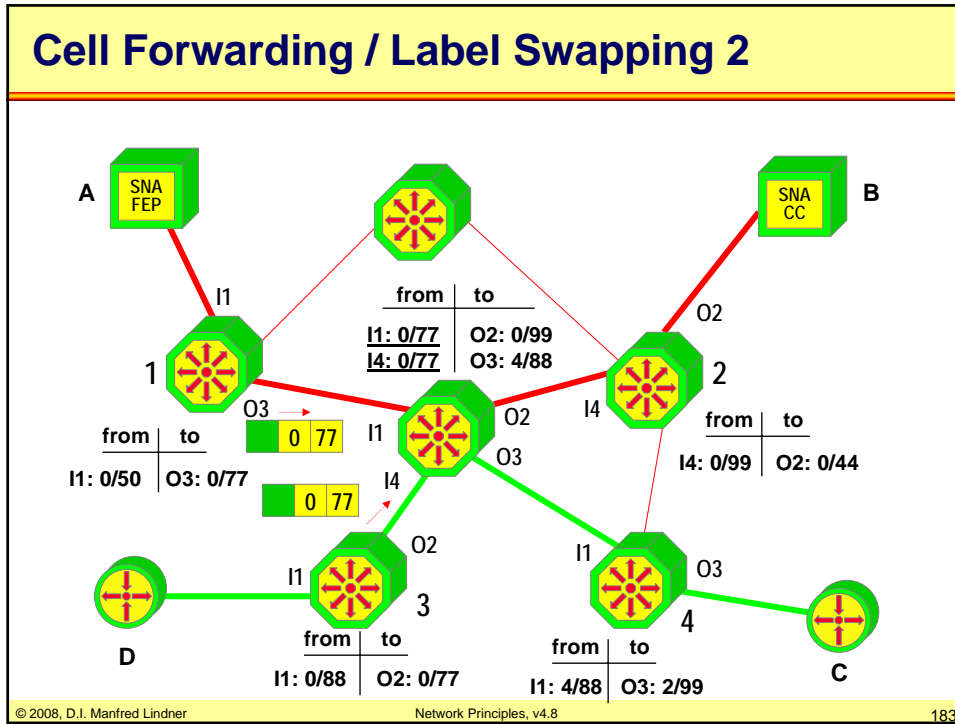 Cell Forwarding / Label Swapping 2
A
SNA
FEP
SNA
CC
B
I1
from to
I1: 0/77 O2: 0/99
I4: 0/77 O3: 4/88
O2
1
2
O3
0 77
I1
O2
I4
O3
from to
I1: 0/50 O3: 0/77
from to
I4: 0/99 O2: 0/44
0 77
I4
O2
I1
3
I1
O3
4
D
from to
I1: 0/88 O2: 0/77
from to
I1: 4/88 O3: 2/99
C
© 2008, D.I. Manfred Lindner
Network Principles, v4.8
183